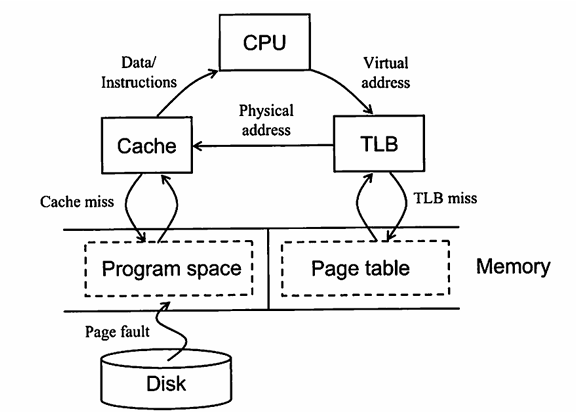 CPU
Data/
Instructions
Virtual
address
Physical
address
Cache
TLB
Cache miss
TLB miss
Program space
Page table
Memory
Page fault
Disk